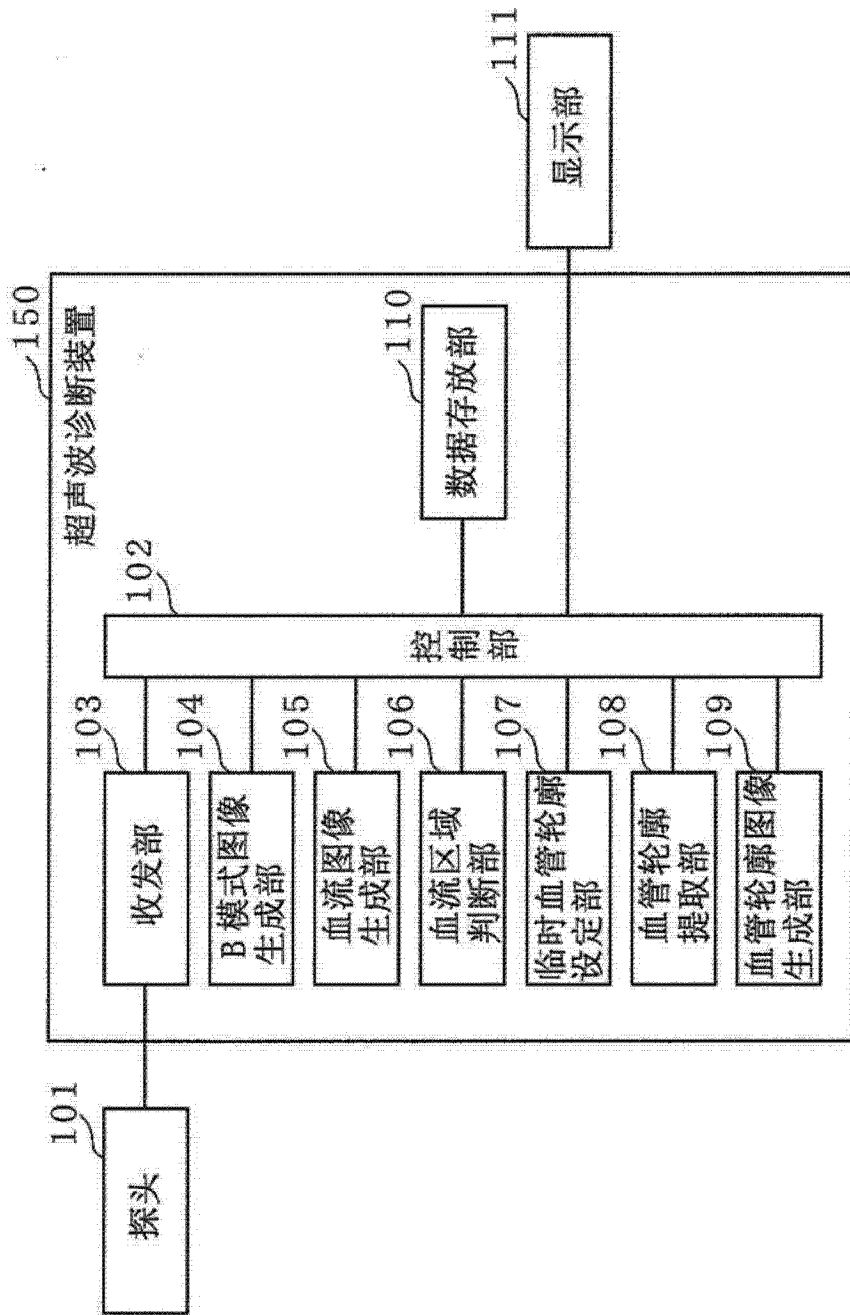 150
超声波诊断装置
101
探头
103
收发部
104
B模式图像
生成部
105
血流图像
生成部
106
血流区域
判断部
107
临时血管轮廓
设定部
108
血管轮廓
提取部
109
血管轮廓图像
生成部
102
控制部
110
数据存放部
111
显示部